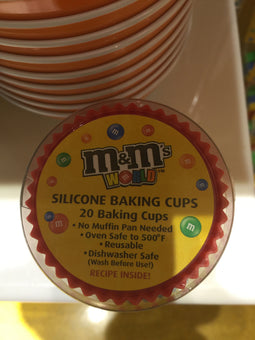 m&m's
WORLD
SILICONE BAKING CUPS
20 Baking Cups
• No Muffin Pan Needed
• Oven Safe to 500°F
• Reusable
• Dishwasher Safe
(Wash Before Use!)
RECIPE INSIDE!